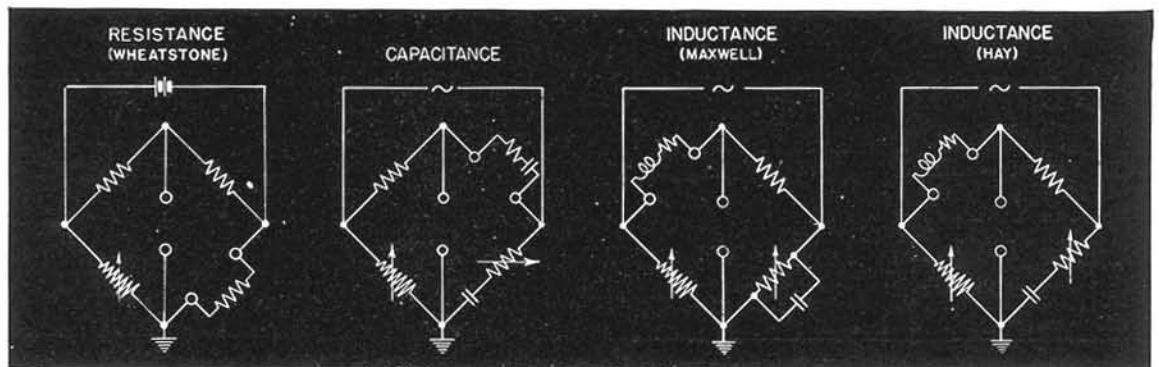 RESISTANCE
(WHEATSTONE)
CAPACITANCE
INDUCTANCE
(MAXWELL)
INDUCTANCE
(HAY)